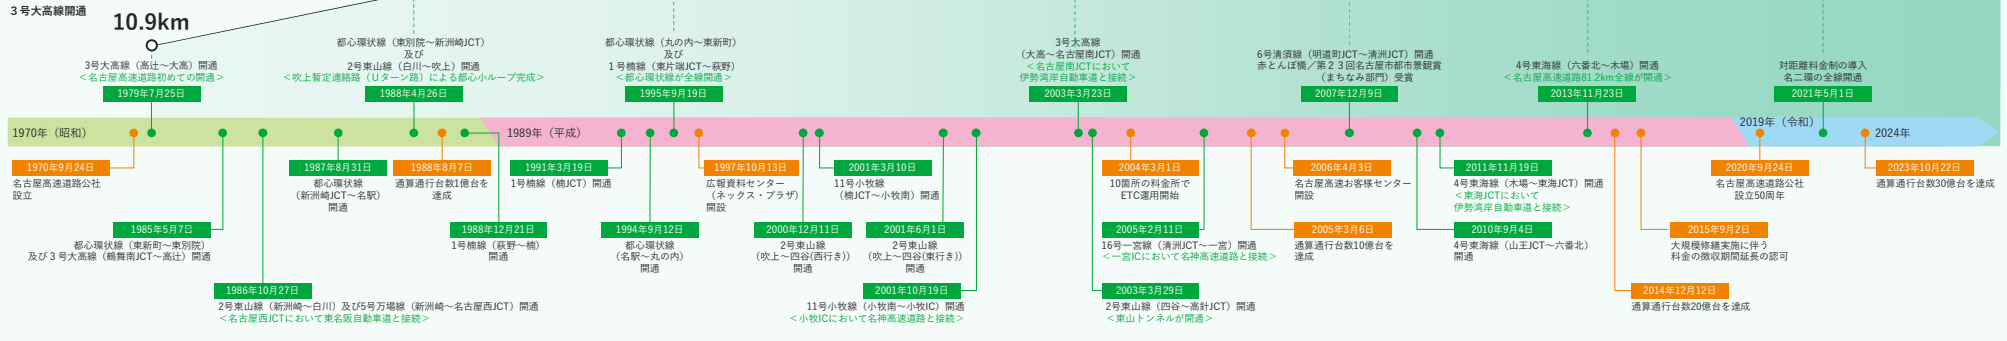 ３号大高線開通
10.9km
3号大高線（高辻〜大高）開通
＜名古屋高速道路初めての開通＞
1979年7月25日
都心環状線（東別院〜新洲崎JCT）
及び
2号東山線（白川〜吹上）開通
＜吹上暫定連絡路（Ｕターン路）による都心小ループ完成＞
1988年4月26日
都心環状線（丸の内〜東新町）
及び
１号楠線（東片端JCT〜萩野）
＜都心環状線が全線開通＞
1995年9月19日
3号大高線
（大高〜名古屋南JCT）開通
＜名古屋南JCTにおいて
伊勢湾岸自動車道と接続＞
2003年3月23日
6号清須線（明道町JCT〜清洲JCT）開通
赤とんぼ橋／第２３回名古屋市都市景観賞
（まちなみ部門）受賞
2007年12月9日
4号東海線（六番北〜木場）開通
＜名古屋高速道路81.2km全線が開通＞
2013年11月23日
対距離料金制の導入
名二環の全線開通
2021年5月1日
1970年（昭和）
1989年（平成）
2019年（令和）
2024年
1970年9月24日
名古屋高速道路公社
設立
1985年5月7日
都心環状線（東新町〜東別院）
及び３号大高線（鶴舞南JCT〜高辻）開通
1986年10月27日
2号東山線（新洲崎〜白川）及び5号万場線（新洲崎〜名古屋西JCT）開通
＜名古屋西JCTにおいて東名阪自動車道と接続＞
1987年8月31日
都心環状線
（新洲崎JCT〜名駅）
開通
1988年8月7日
通算通行台数1億台を
達成
1988年12月21日
1号楠線（萩野〜楠）
開通
1991年3月19日
1号楠線（楠JCT）開通
1994年9月12日
都心環状線
（名駅〜丸の内）
開通
1997年10月13日
広報資料センター
（ネックス・プラザ）
開設
2000年12月11日
2号東山線
（吹上〜四谷(西行き)）
開通
2001年3月10日
11号小牧線
（楠JCT〜小牧南）開通
2001年6月1日
2号東山線
（吹上〜四谷(東行き)）
開通
2001年10月19日
11号小牧線（小牧南〜小牧IC）開通
＜小牧ICにおいて名神高速道路と接続＞
2004年3月1日
10箇所の料金所で
ETC運用開始
2005年2月11日
16号一宮線（清洲JCT〜一宮）開通
＜一宮ICにおいて名神高速道路と接続＞
2003年3月29日
2号東山線（四谷〜高針JCT）開通
＜東山トンネルが開通＞
2006年4月3日
名古屋高速お客様センター
開設
2005年3月6日
通算通行台数10億台を
達成
2011年11月19日
4号東海線（木場〜東海JCT）開通
＜東海JCTにおいて
伊勢湾岸自動車道と接続＞
2010年9月4日
4号東海線（山王JCT〜六番北）
開通
2020年9月24日
名古屋高速道路公社
設立50周年
2015年9月2日
大規模修繕実施に伴う
料金の徴収期間延長の認可
2014年12月12日
通算通行台数20億台を達成
2023年10月22日
通算通行台数30億台を達成